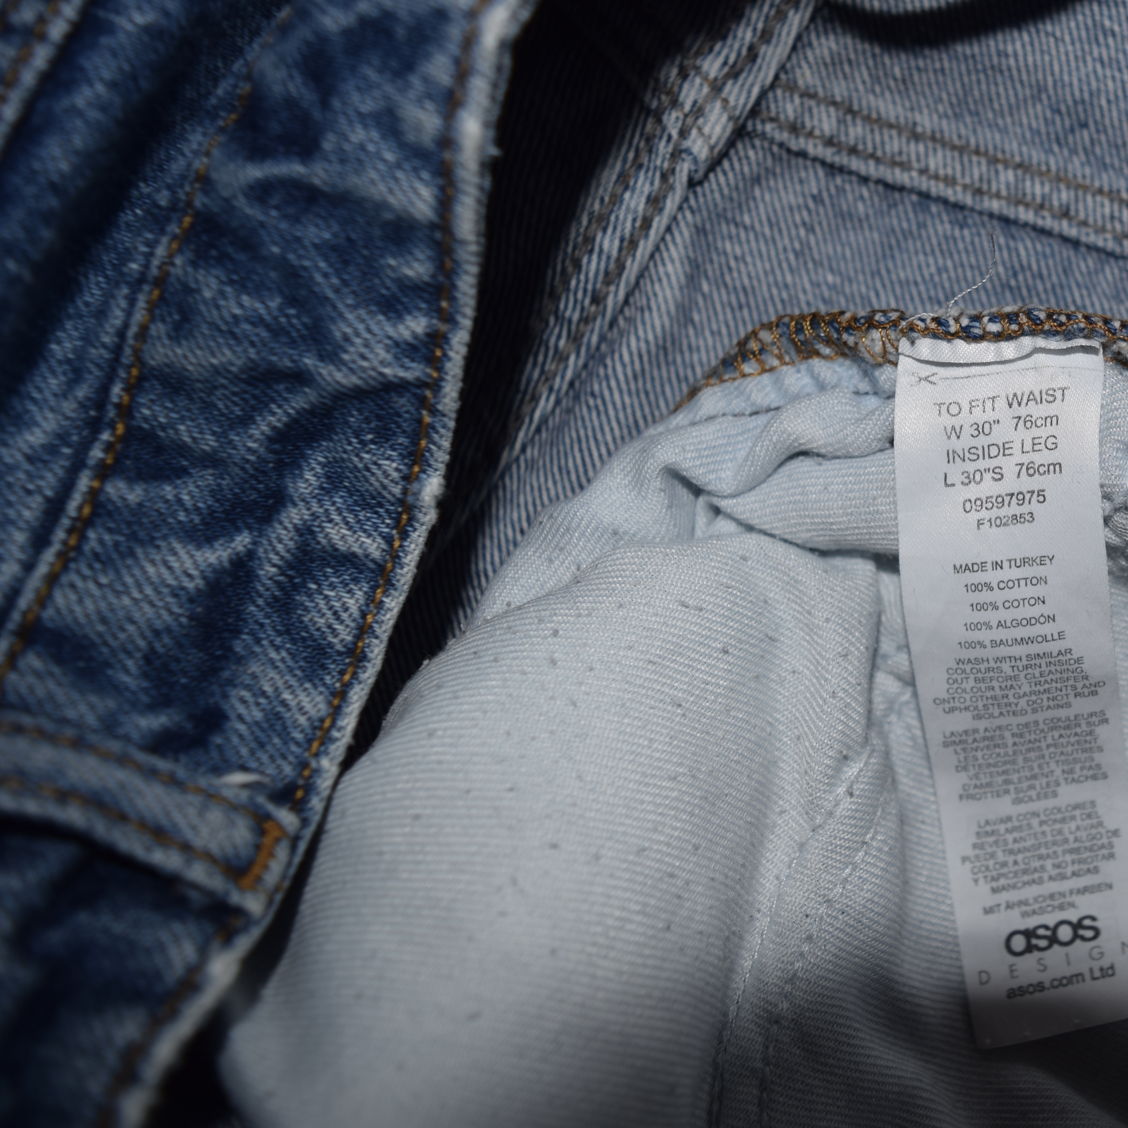 TO FIT WAIST
W 30" 76cm
INSIDE LEG
L 30"S 76cm
09597975
F102853
MADE IN TURKEY
100% COTTON
100% COTON
100% ALGODÓN
100% BAUMWOLLE
WASH WITH SIMILAR
COLOURS, TURN INSIDE
OUT BEFORE CLEANING,
COLOUR MAY TRANSFER
ONTO OTHER GARMENTS AND
UPHOLSTERY, DO NOT RUB
ISOLATED STAINS
LAVER AVEC DES COULEURS
SIMILAIRES, RETOURNER SUR
L'ENVERS AVANT LAVAGE,
LES COULEURS PEUVENT
DÉTEINDRE SUR D'AUTRES
VÊTEMENTS ET TISSUS
D'AMEUBLEMENT, NE PAS
FROTTER SUR LES TACHES
ISOLÉES
LAVAR CON COLORES
SIMILARES, PONER DEL
REVÉS ANTES DE LAVAR,
PUEDE TRANSFERIR ALGO DE
COLOR A OTRAS PRENDAS
Y TAPICERÍAS, NO FROTAR
MANCHAS AISLADAS
MIT ÄHNLICHEN FARBEN
WASCHEN,
asos
DESIGN
asos.com Ltd